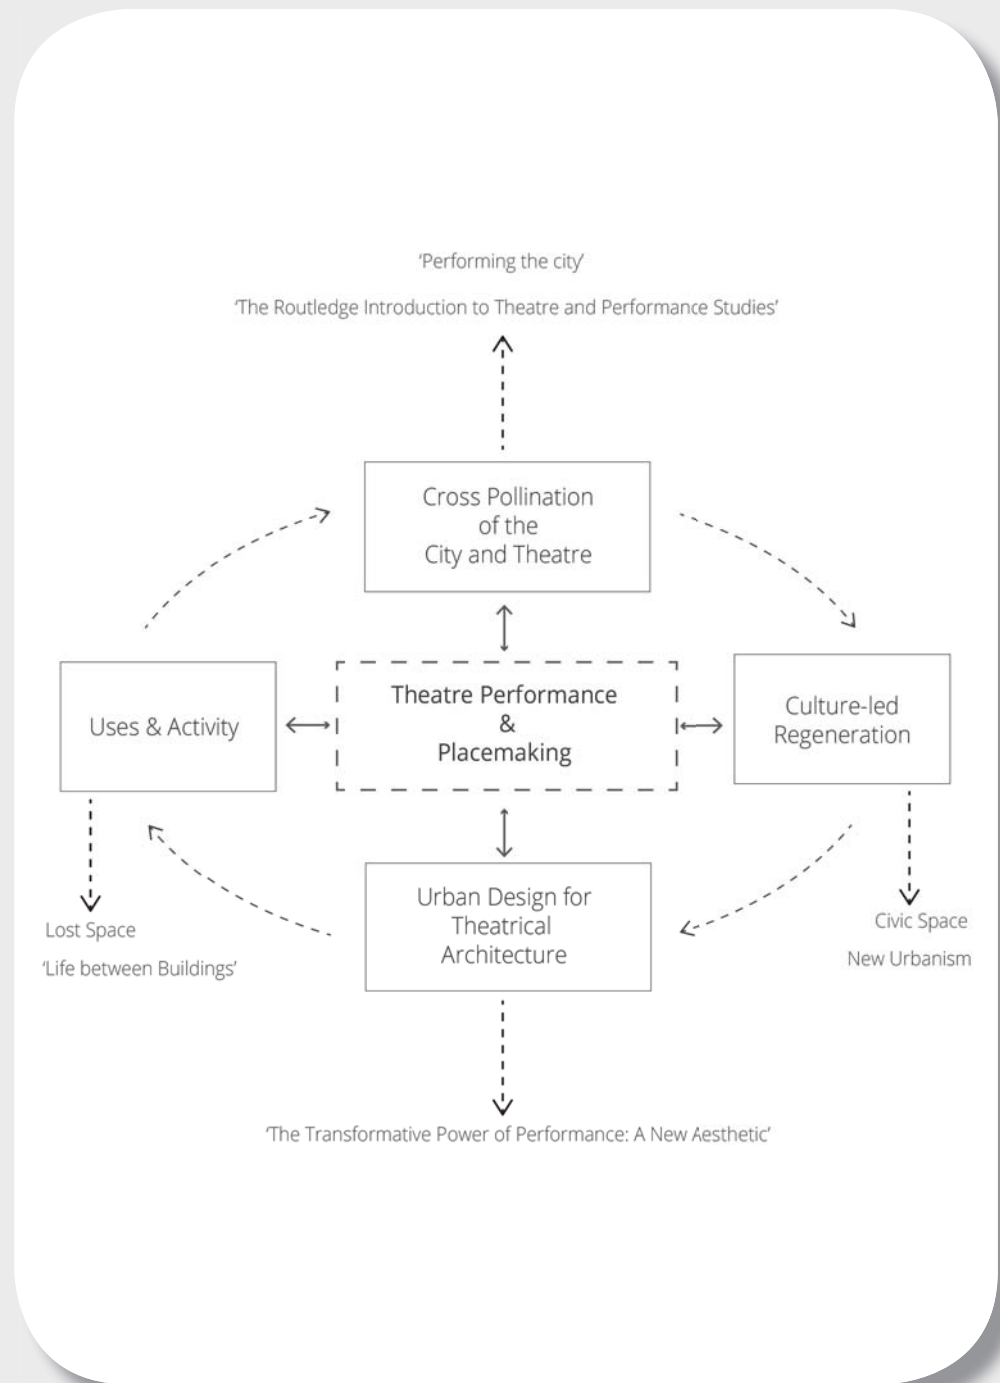 ‘Performing the city’
‘The Routledge Introduction to Theatre and Performance Studies’
Cross Pollination
of the
City and Theatre
Uses & Activity
Theatre Performance
&
Placemaking
Culture-led
Regeneration
Urban Design for
Theatrical
Architecture
Lost Space
‘Life between Buildings’
Civic Space
New Urbanism
‘The Transformative Power of Performance: A New Aesthetic’